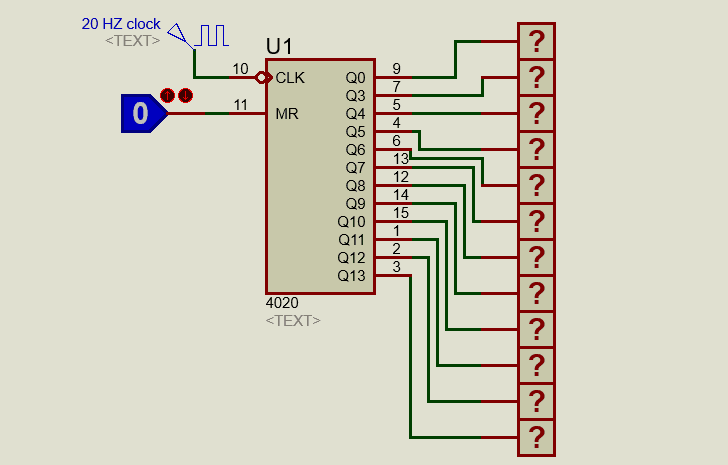 20 HZ clock
<TEXT>
U1
10 CLK
11 MR
0
Q0 9 ?
Q3 7 ?
Q4 5 ?
Q5 4 ?
Q6 6 ?
Q7 13 ?
Q8 12 ?
Q9 14 ?
Q10 15 ?
Q11 1 ?
Q12 2 ?
Q13 3 ?
4020
<TEXT>